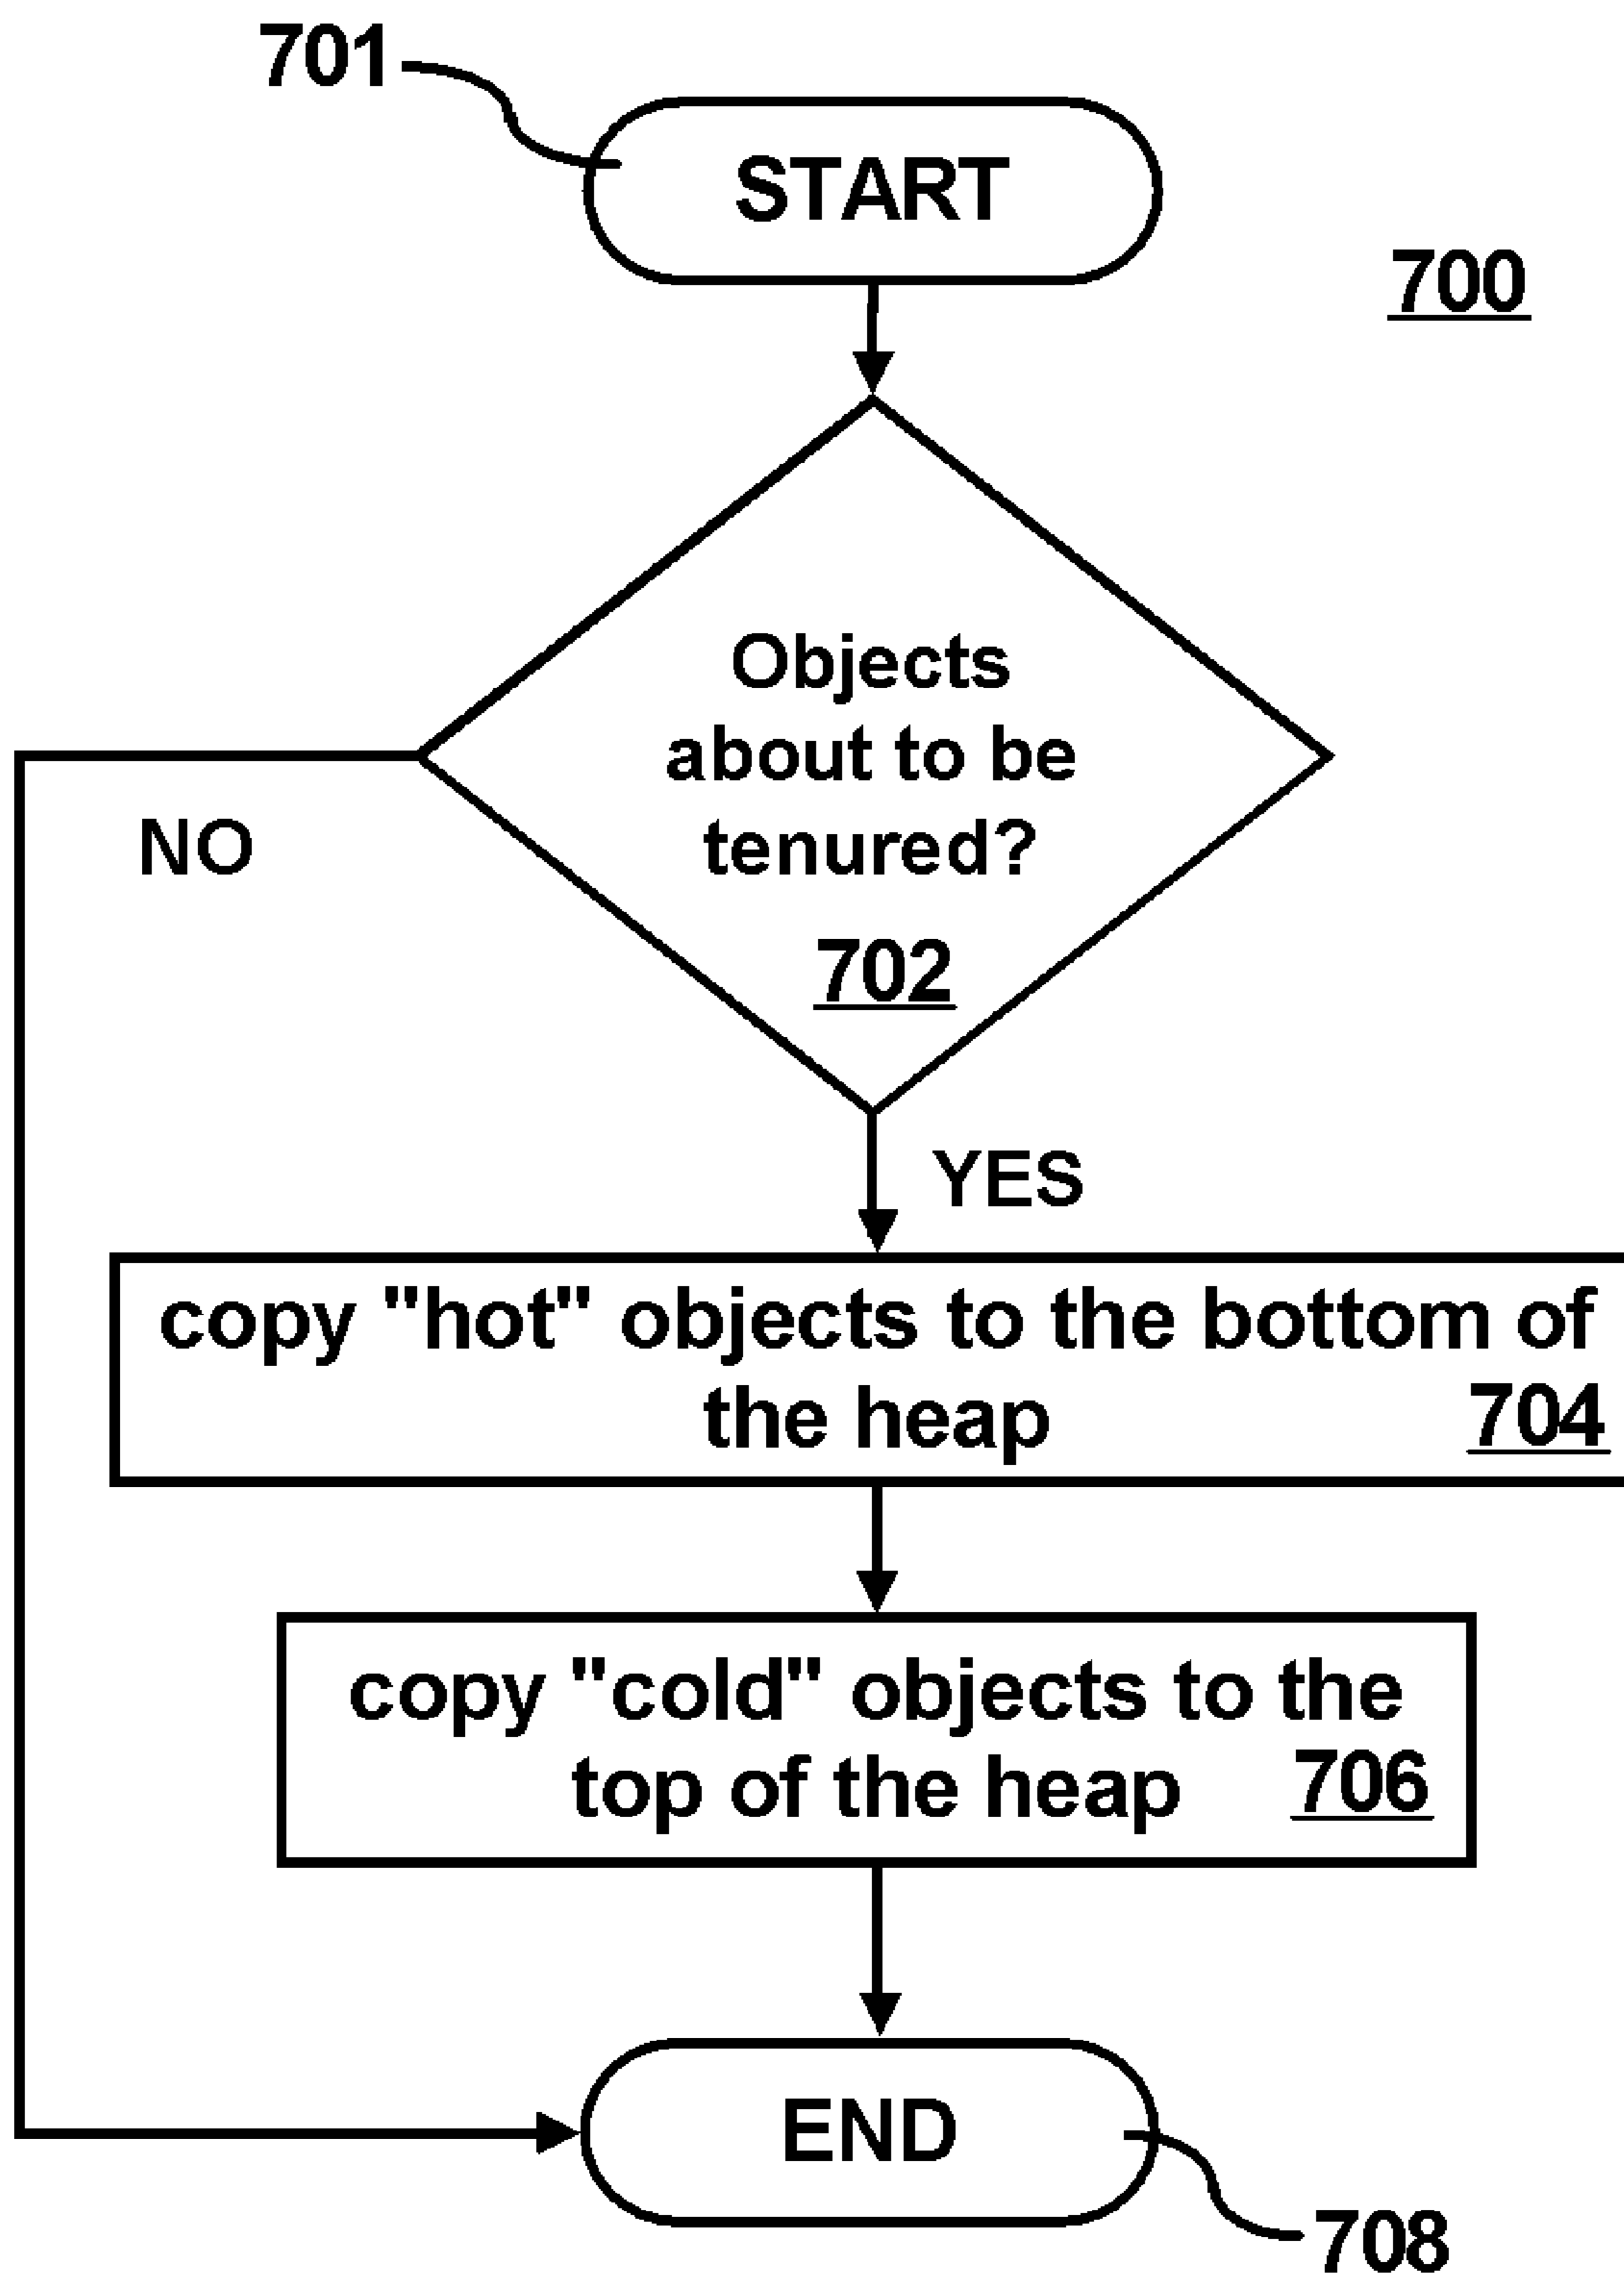 701
START
700
Objects
about to be
tenured?
702
NO
YES
copy "hot" objects to the bottom of
the heap 704
copy "cold" objects to the
top of the heap 706
END
708